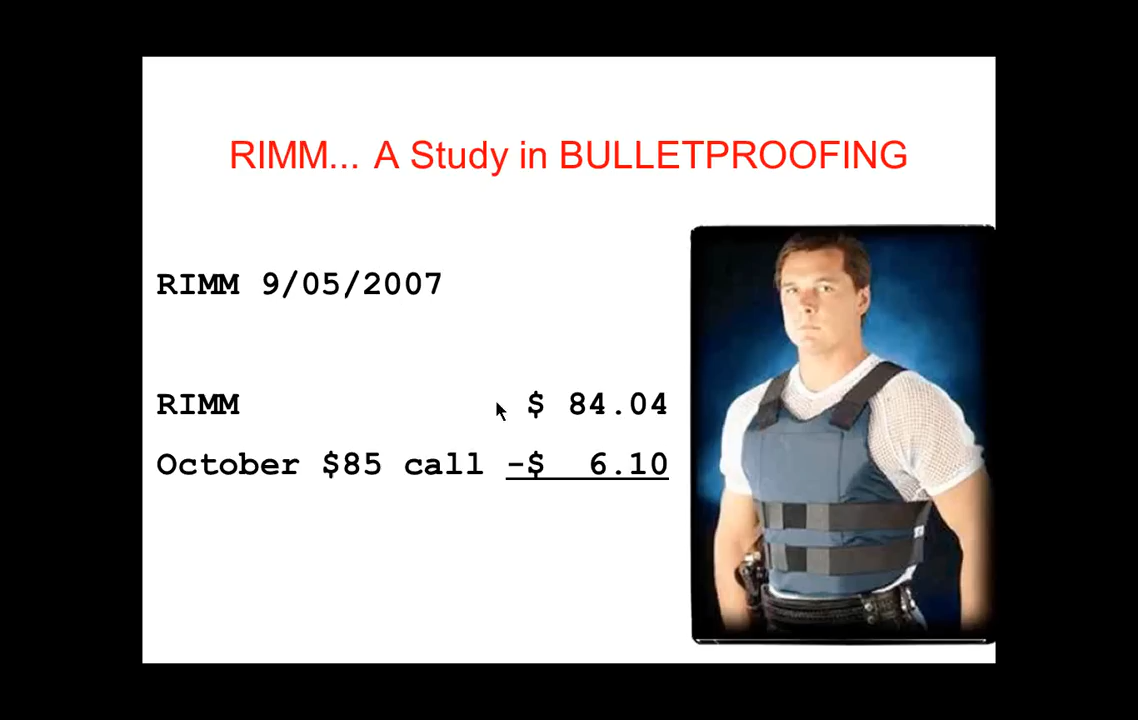 RIMM... A Study in BULLETPROOFING
RIMM 9/05/2007
RIMM $ 84.04
October $85 call -$ 6.10